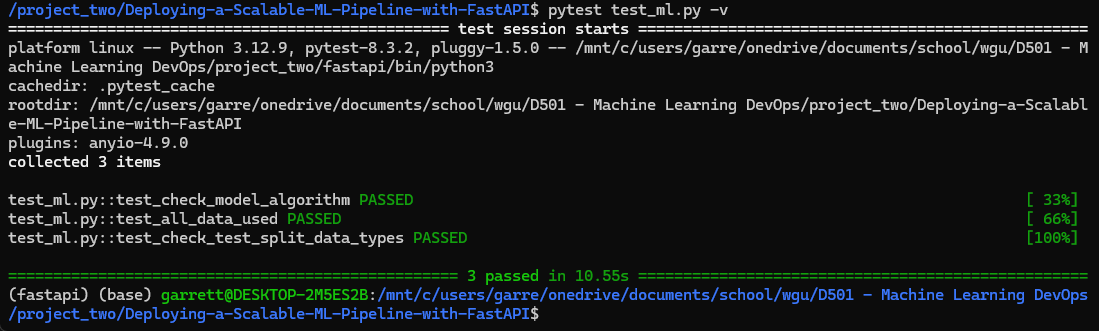 /project_two/Deploying-a-Scalable-ML-Pipeline-with-FastAPI$ pytest test_ml.py -v
================================================= test session starts ==================================================
platform linux -- Python 3.12.9, pytest-8.3.2, pluggy-1.5.0 -- /mnt/c/users/garre/onedrive/documents/school/wgu/D501 - M
achine Learning DevOps/project_two/fastapi/bin/python3
cachedir: .pytest_cache
rootdir: /mnt/c/users/garre/onedrive/documents/school/wgu/D501 - Machine Learning DevOps/project_two/Deploying-a-Scalabl
e-ML-Pipeline-with-FastAPI
plugins: anyio-4.9.0
collected 3 items

test_ml.py::test_check_model_algorithm PASSED [ 33%]
test_ml.py::test_all_data_used PASSED [ 66%]
test_ml.py::test_check_test_split_data_types PASSED [100%]

================================================== 3 passed in 10.55s ==================================================
(fastapi) (base) garrett@DESKTOP-2M5ES2B:/mnt/c/users/garre/onedrive/documents/school/wgu/D501 - Machine Learning DevOps
/project_two/Deploying-a-Scalable-ML-Pipeline-with-FastAPI$